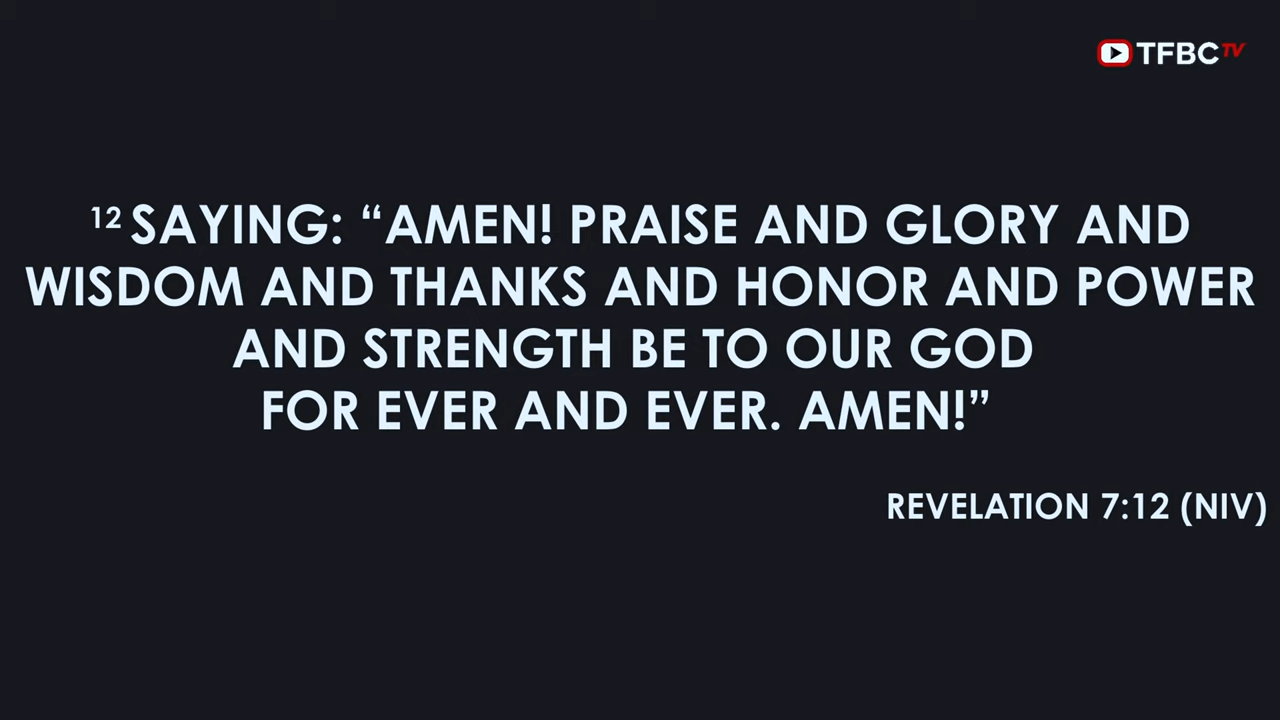 TFBC TV
12 SAYING: “AMEN! PRAISE AND GLORY AND
WISDOM AND THANKS AND HONOR AND POWER
AND STRENGTH BE TO OUR GOD
FOR EVER AND EVER. AMEN!”
REVELATION 7:12 (NIV)